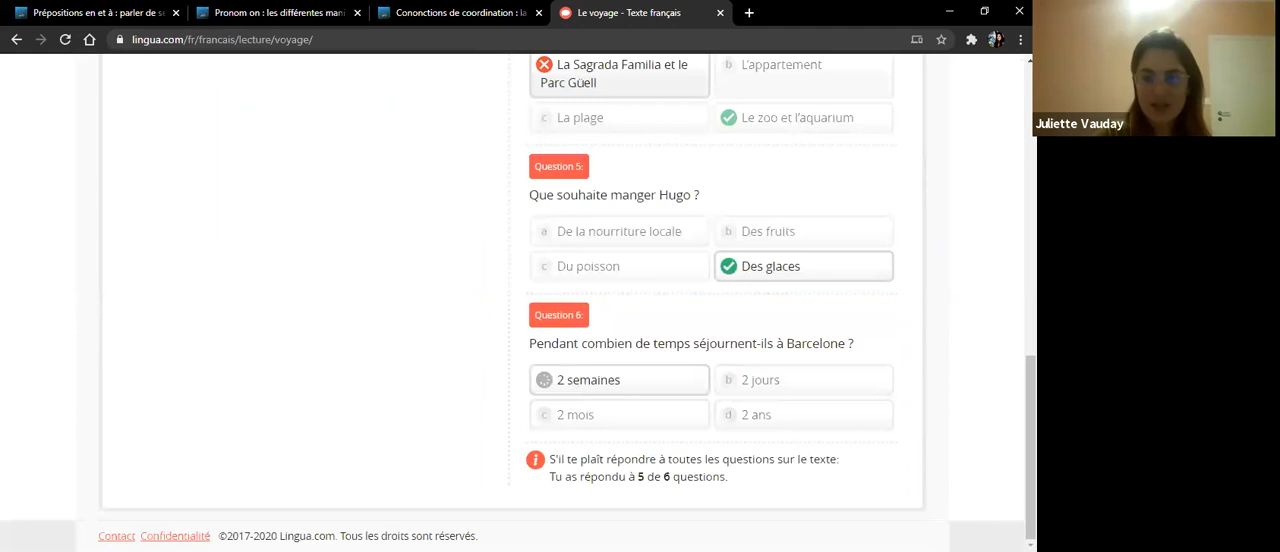 Prépositions en et à : parler de se
Pronom on : les différentes mani
Cononctions de coordination : la
Le voyage - Texte français
lingua.com/fr/francais/lecture/voyage/
Juliette Vauday
La Sagrada Familia et le
Parc Güell
b L'appartement
c La plage
Le zoo et l'aquarium
Question 5:
Que souhaite manger Hugo ?
a De la nourriture locale
b Des fruits
c Du poisson
Des glaces
Question 6:
Pendant combien de temps séjournent-ils à Barcelone ?
2 semaines
b 2 jours
c 2 mois
d 2 ans
S'il te plaît répondre à toutes les questions sur le texte:
Tu as répondu à 5 de 6 questions.
Contact Confidentialité ©2017-2020 Lingua.com. Tous les droits sont réservés.